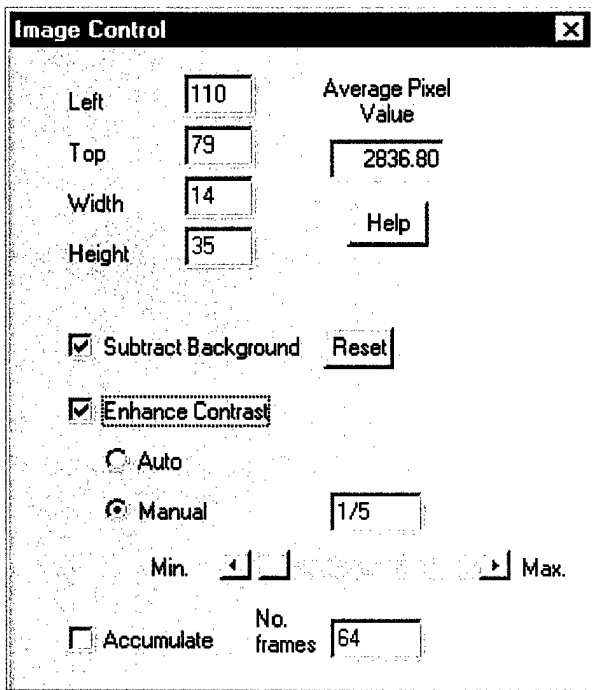 Image Control
Left 110
Average Pixel
Value
Top 79
2836.80
Width 14
Help
Height 35
Subtract Background Reset
Enhance Contrast
Auto
Manual 1/5
Min. Max.
Accumulate No.
frames 64